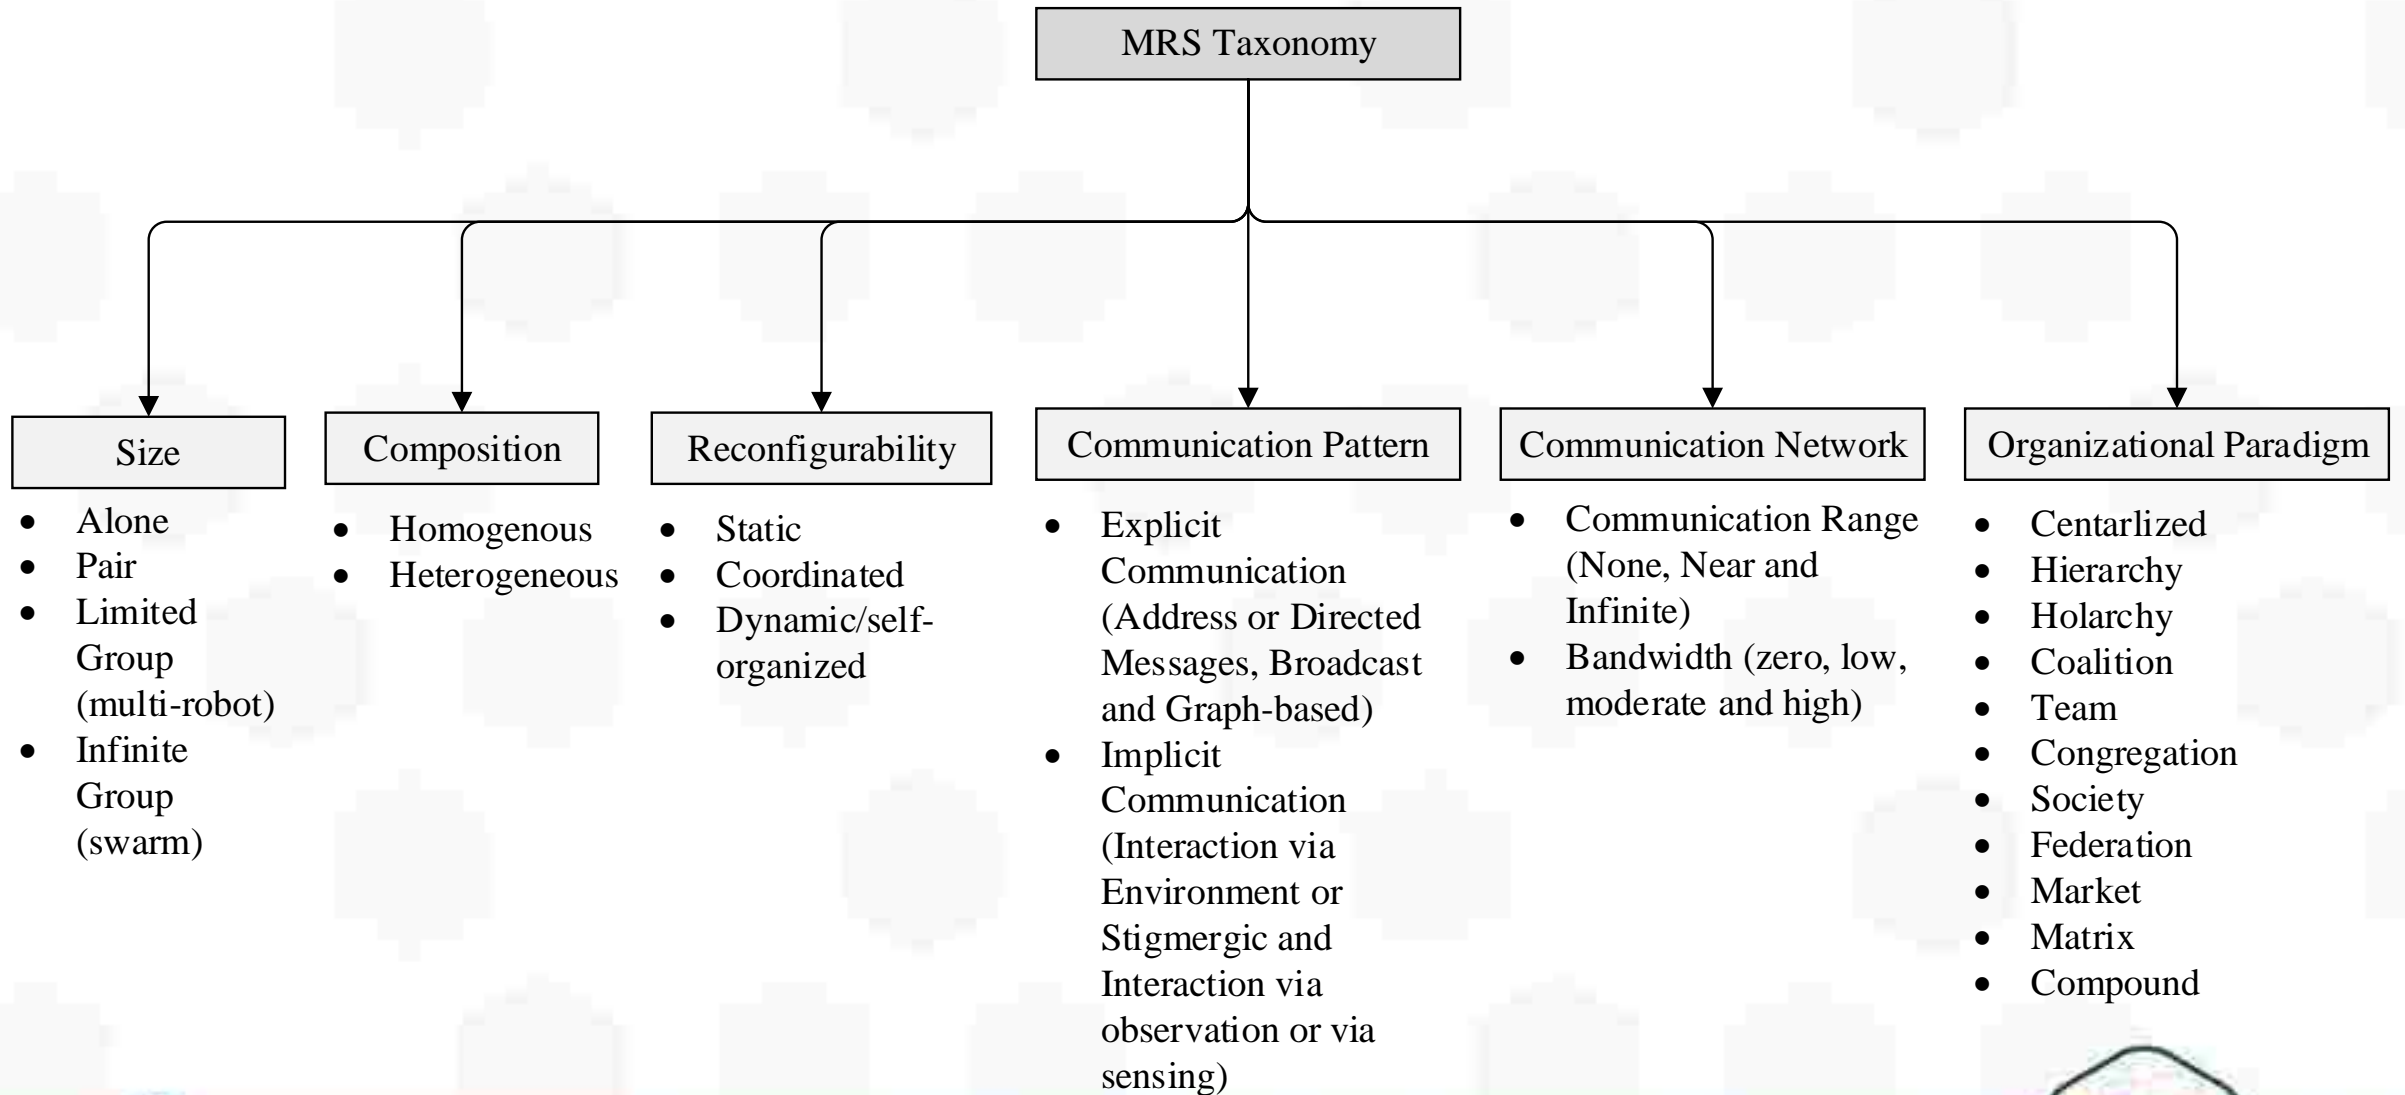 MRS Taxonomy
Size
• Alone
• Pair
• Limited
Group
(multi-robot)
• Infinite
Group
(swarm)
Composition
• Homogenous
• Heterogeneous
Reconfigurability
• Static
• Coordinated
• Dynamic/self-
organized
Communication Pattern
• Explicit
Communication
(Address or Directed
Messages, Broadcast
and Graph-based)
• Implicit
Communication
(Interaction via
Environment or
Stigmergic and
Interaction via
observation or via
sensing)
Communication Network
• Communication Range
(None, Near and
Infinite)
• Bandwidth (zero, low,
moderate and high)
Organizational Paradigm
• Centarlized
• Hierarchy
• Holarchy
• Coalition
• Team
• Congregation
• Society
• Federation
• Market
• Matrix
• Compound